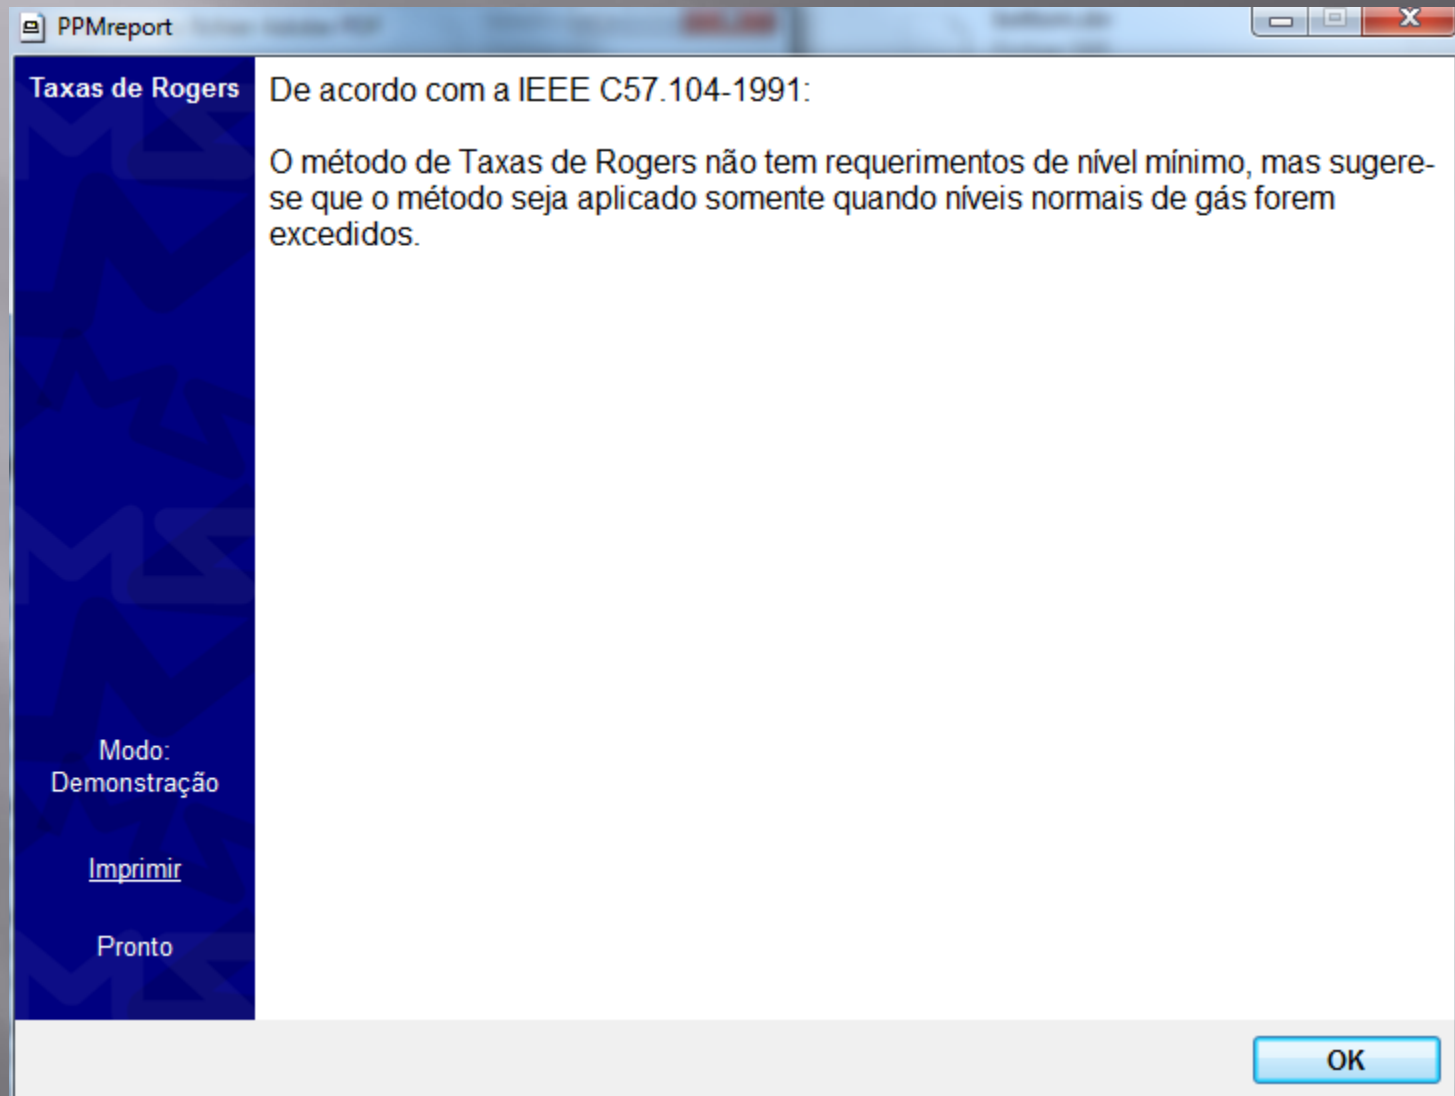 PPMreport
Taxas de Rogers
De acordo com a IEEE C57.104-1991:
O método de Taxas de Rogers não tem requerimentos de nível mínimo, mas sugere-
se que o método seja aplicado somente quando níveis normais de gás forem
excedidos.
Modo:
Demonstração
Imprimir
Pronto
OK